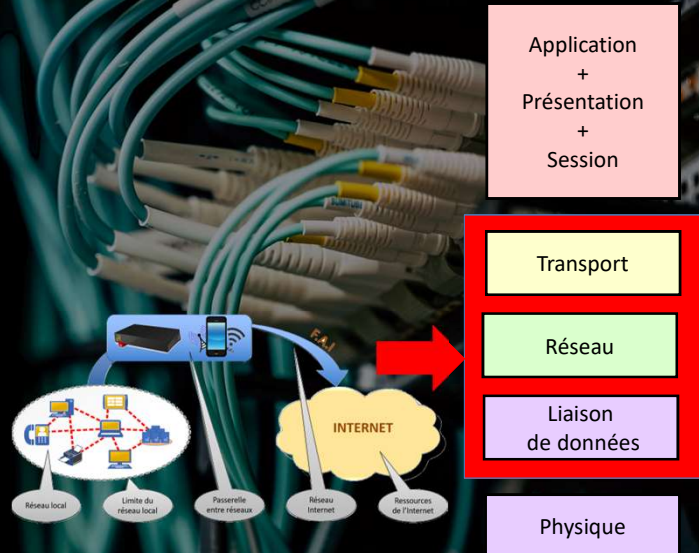 Application
+
Présentation
+
Session
Transport
Réseau
Liaison
de données
Physique
F.A.I
INTERNET
Réseau local
Limite du
réseau local
Passerelle
entre réseaux
Réseau
Internet
Ressources
de l'Internet